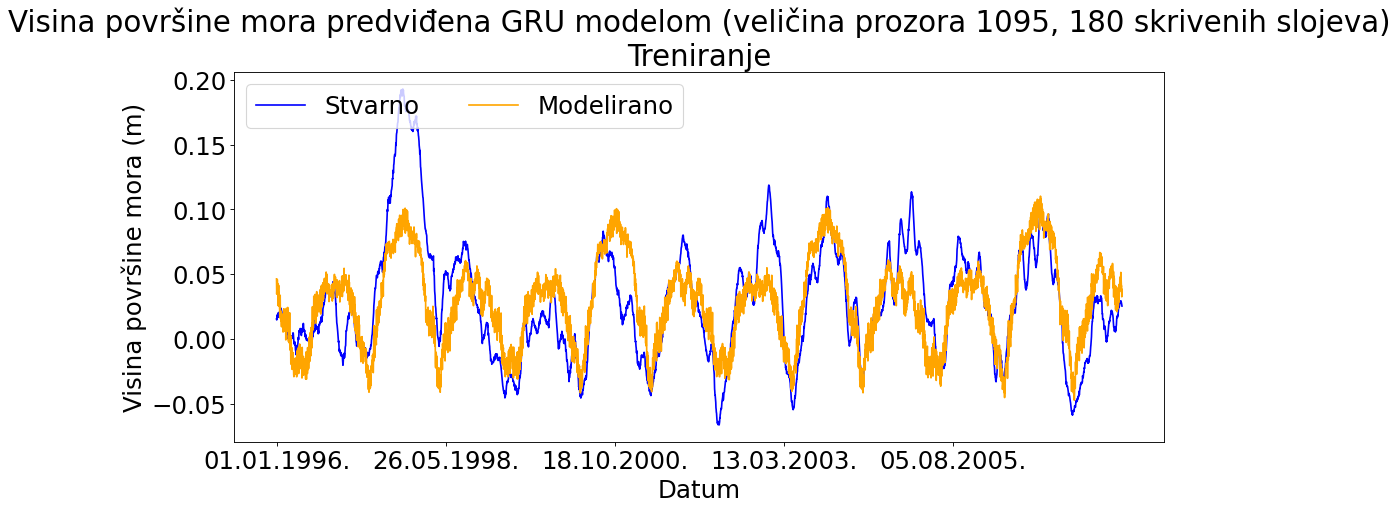 Visina površine mora predviđena GRU modelom (veličina prozora 1095, 180 skrivenih slojeva)
Treniranje
Stvarno
Modelirano
Visina površine mora (m)
0.20
0.15
0.10
0.05
0.00
−0.05
01.01.1996.
26.05.1998.
18.10.2000.
13.03.2003.
05.08.2005.
Datum